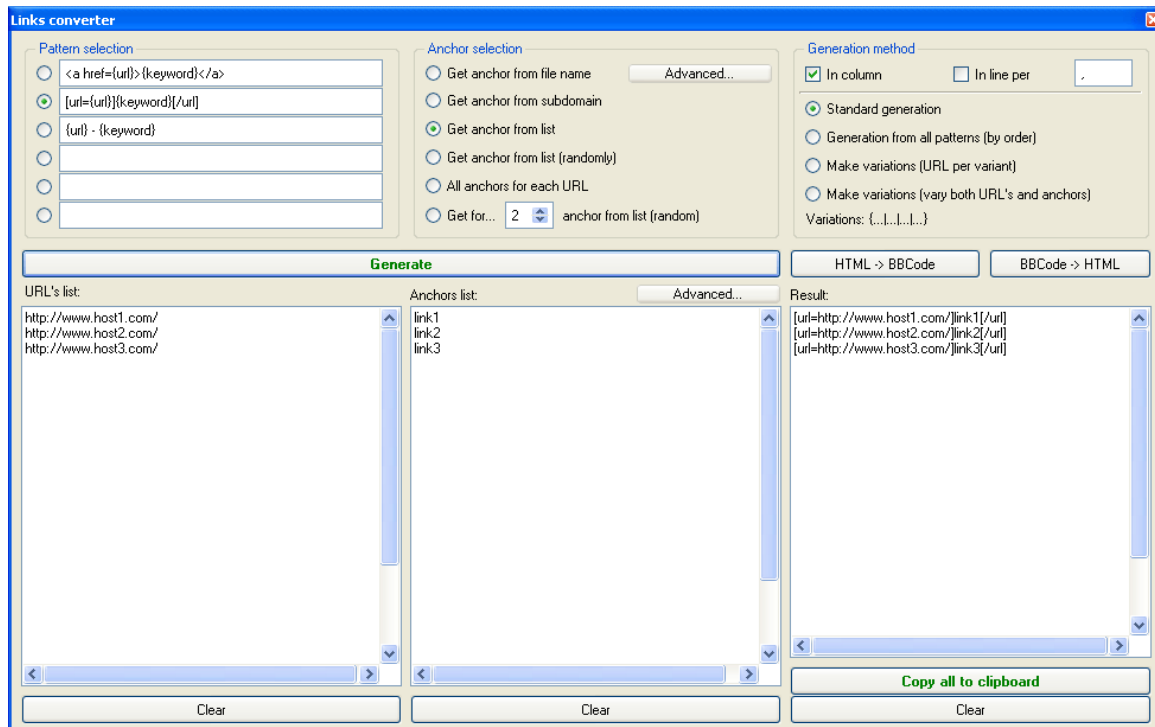 Links converter
Pattern selection
<a href={url}>{keyword}</a>
[url={url}]{keyword}[/url]
{url} - {keyword}
Anchor selection
Get anchor from file name
Advanced...
Get anchor from subdomain
Get anchor from list
Get anchor from list (randomly)
All anchors for each URL
Get for... 2 anchor from list (random)
Generation method
In column
In line per
,
Standard generation
Generation from all patterns (by order)
Make variations (URL per variant)
Make variations (vary both URL's and anchors)
Variations: {...|...|...|...}
Generate
HTML -> BBCode
BBCode -> HTML
URL's list:
http://www.host1.com/
http://www.host2.com/
http://www.host3.com/
Clear
Anchors list:
Advanced...
link1
link2
link3
Clear
Result:
[url=http://www.host1.com/]link1[/url]
[url=http://www.host2.com/]link2[/url]
[url=http://www.host3.com/]link3[/url]
Copy all to clipboard
Clear